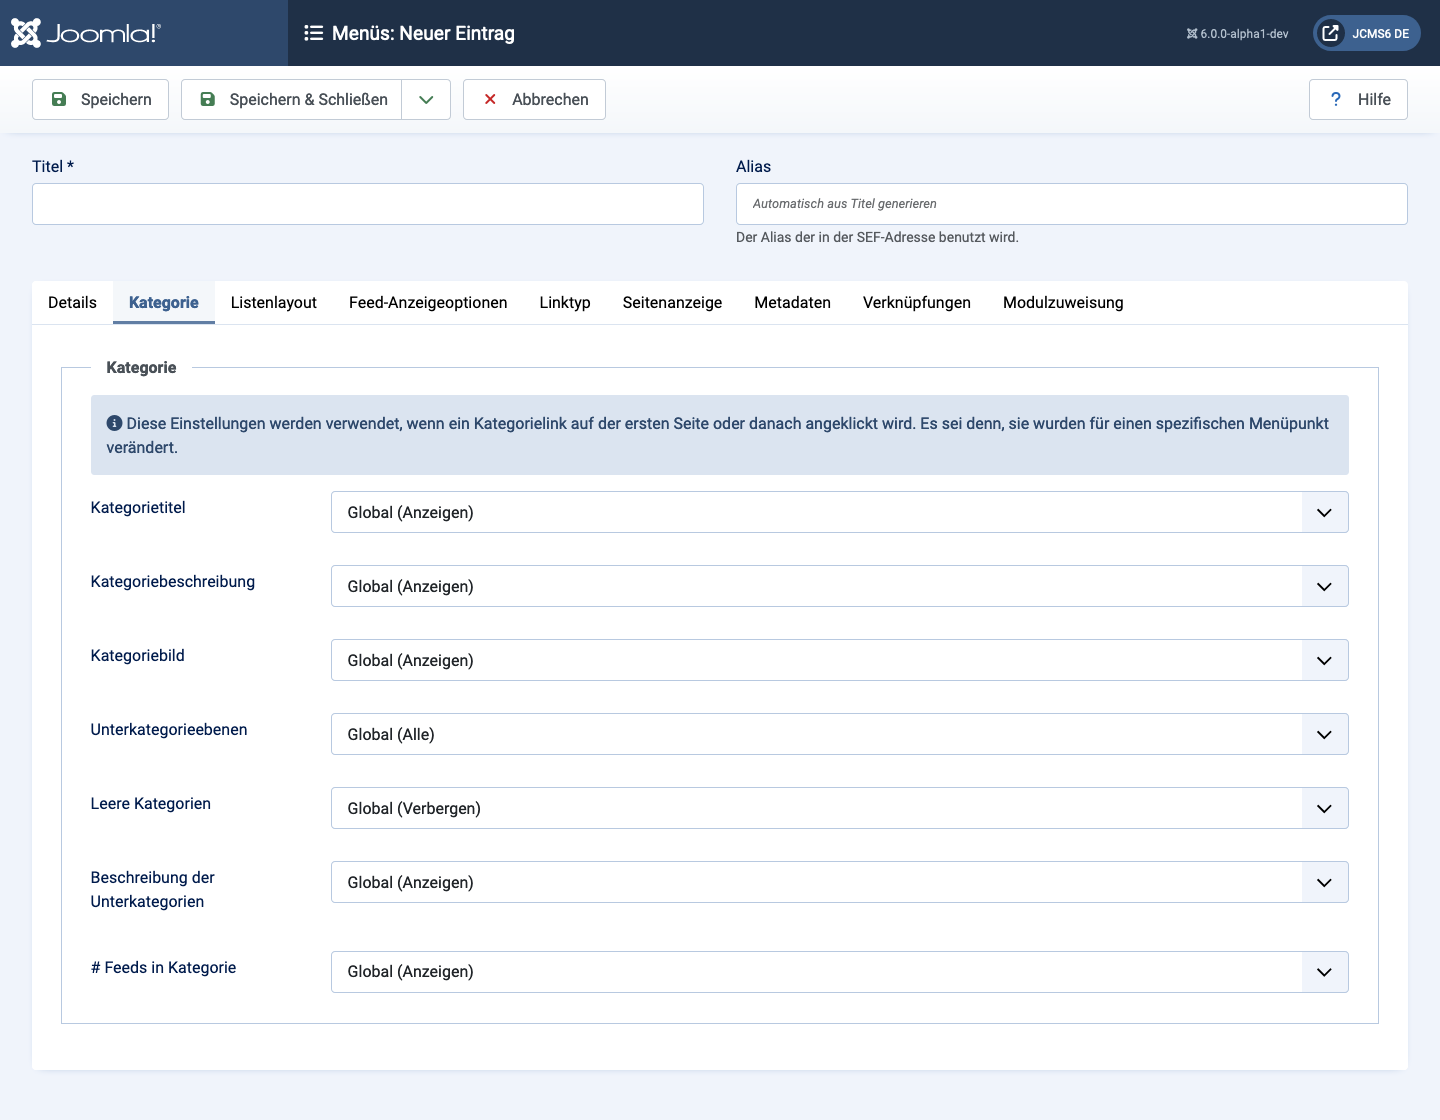 Joomla!®
Menüs: Neuer Eintrag
6.0.0-alpha1-dev
JCMS6 DE
Speichern
Speichern & Schließen
Abbrechen
? Hilfe
Titel *
Alias
Automatisch aus Titel generieren
Der Alias der in der SEF-Adresse benutzt wird.
Details Kategorie Listenlayout Feed-Anzeigeoptionen Linktyp Seitenanzeige Metadaten Verknüpfungen Modulzuweisung
Kategorie
Diese Einstellungen werden verwendet, wenn ein Kategorielink auf der ersten Seite oder danach angeklickt wird. Es sei denn, sie wurden für einen spezifischen Menüpunkt
verändert.
Kategorietitel
Global (Anzeigen)
Kategoriebeschreibung
Global (Anzeigen)
Kategoriebild
Global (Anzeigen)
Unterkategorieebenen
Global (Alle)
Leere Kategorien
Global (Verbergen)
Beschreibung der
Unterkategorien
Global (Anzeigen)
# Feeds in Kategorie
Global (Anzeigen)